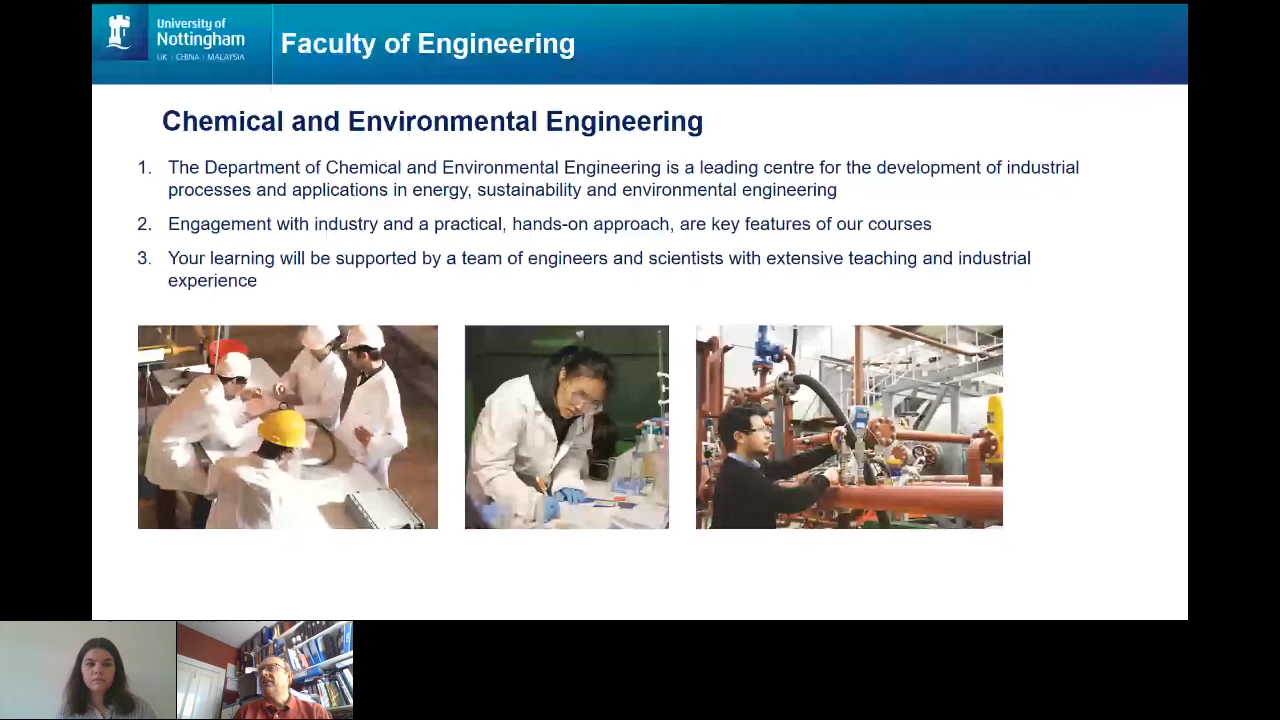 University of
Nottingham
UK | CHINA | MALAYSIA
Faculty of Engineering
Chemical and Environmental Engineering
1. The Department of Chemical and Environmental Engineering is a leading centre for the development of industrial
processes and applications in energy, sustainability and environmental engineering
2. Engagement with industry and a practical, hands-on approach, are key features of our courses
3. Your learning will be supported by a team of engineers and scientists with extensive teaching and industrial
experience